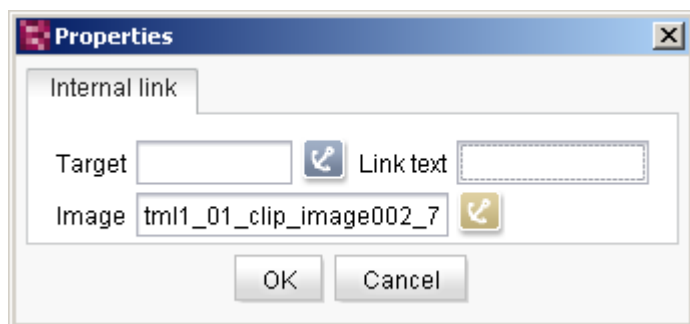 Properties
Internal link
Target Link text
Image tml1_01_clip_image002_7
OK Cancel